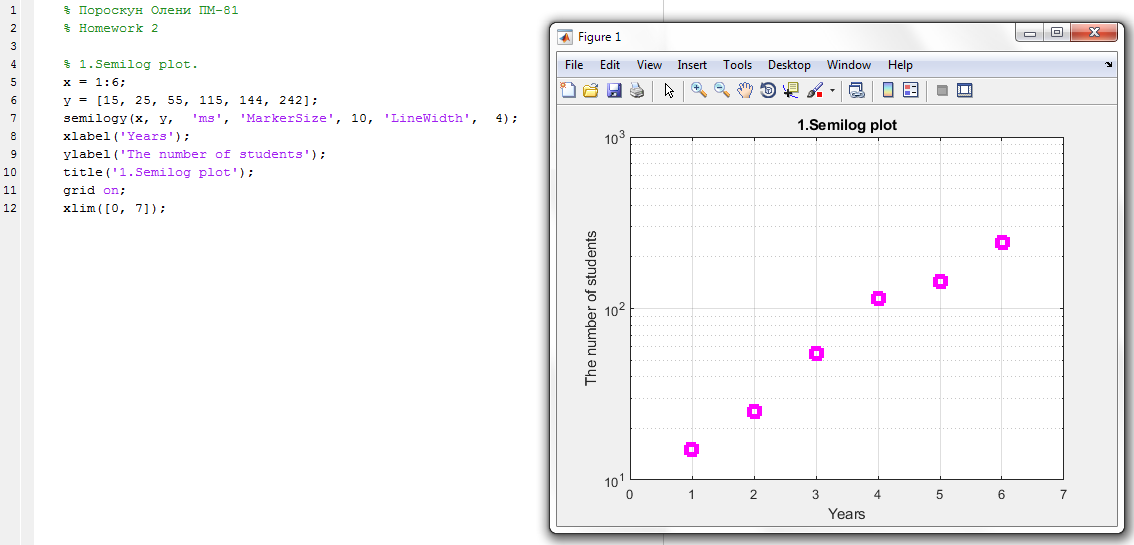 1 % Пороскун Олени ПМ-81
2 % Homework 2
3
4 % 1.Semilog plot.
5 x = 1:6;
6 y = [15, 25, 55, 115, 144, 242];
7 semilogy(x, y,  'ms', 'MarkerSize', 10, 'LineWidth',  4);
8 xlabel('Years');
9 ylabel('The number of students');
10 title('1.Semilog plot');
11 grid on;
12 xlim([0, 7]);
Figure 1
File Edit View Insert Tools Desktop Window Help
1.Semilog plot
10^3
10^2
10^1
The number of students
0 1 2 3 4 5 6 7
Years